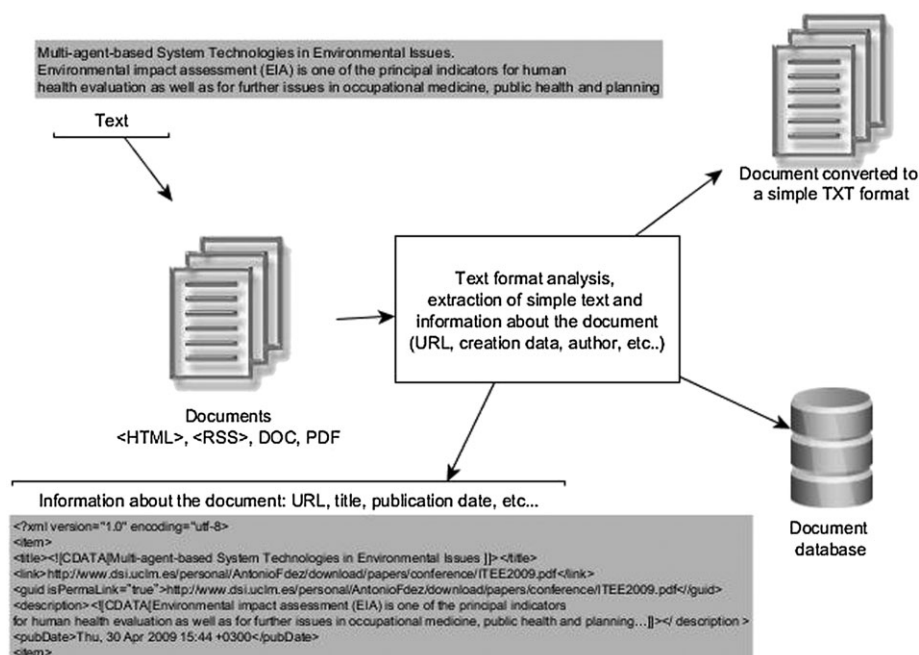 Multi-agent-based System Technologies in Environmental Issues.
Environmental impact assessment (EIA) is one of the principal indicators for human
health evaluation as well as for further issues in occupational medicine, public health and planning
Text
Document converted to
a simple TXT format
Text format analysis,
extraction of simple text and
information about the document
(URL, creation data, author, etc..)
Documents
<HTML>, <RSS>, DOC, PDF
Document
database
Information about the document: URL, title, publication date, etc...
<?xml version="1.0" encoding="utf-8>
<item>
<title><![CDATA[Multi-agent-based System Technologies in Environmental Issues ]]></title>
<link>http://www.dsi.uclm.es/personal/AntonioFdez/download/papers/conference/ITEE2009.pdf</link>
<guid isPermaLink="true">http://www.dsi.uclm.es/personal/AntonioFdez/download/papers/conference/ITEE2009.pdf</guid>
<description><![CDATA[Environmental impact assessment (EIA) is one of the principal indicators
for human health evaluation as well as for further issues in occupational medicine, public health and planning...]]></ description >
<pubDate>Thu, 30 Apr 2009 15:44 +0300</pubDate>
<item>